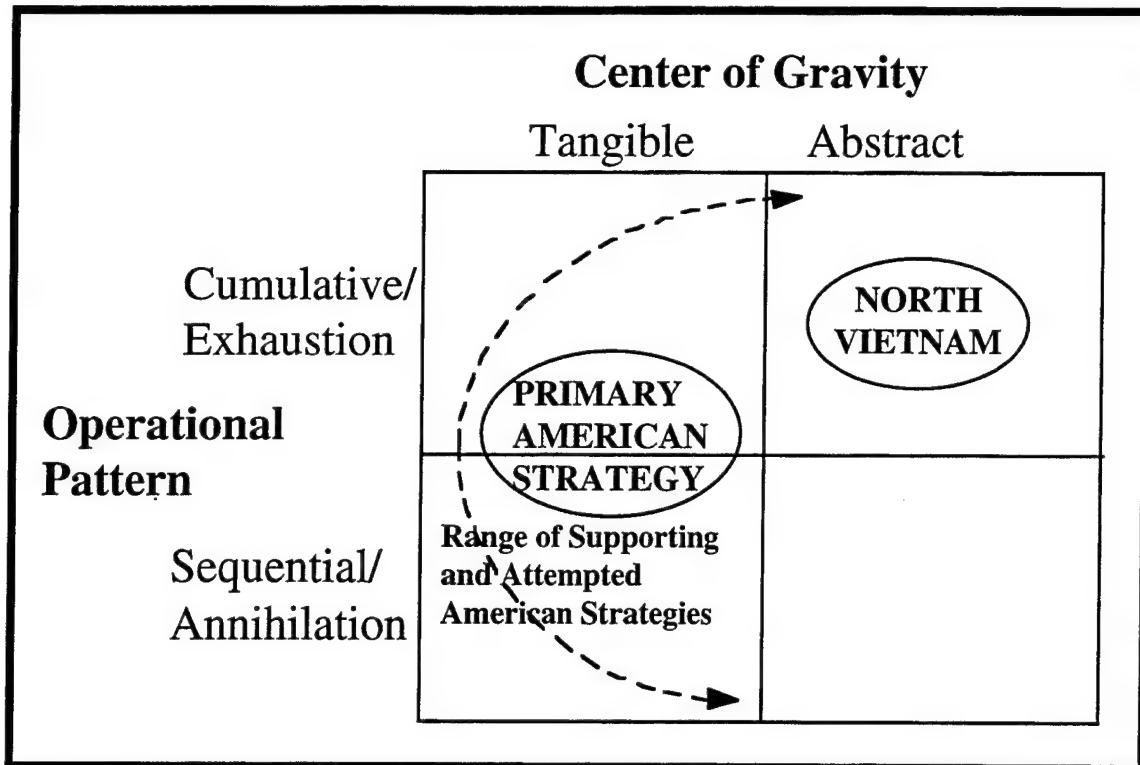 Center of Gravity
Tangible Abstract
Cumulative/
Exhaustion
NORTH
VIETNAM
PRIMARY
AMERICAN
STRATEGY
Operational
Pattern
Range of Supporting
and Attempted
American Strategies
Sequential/
Annihilation